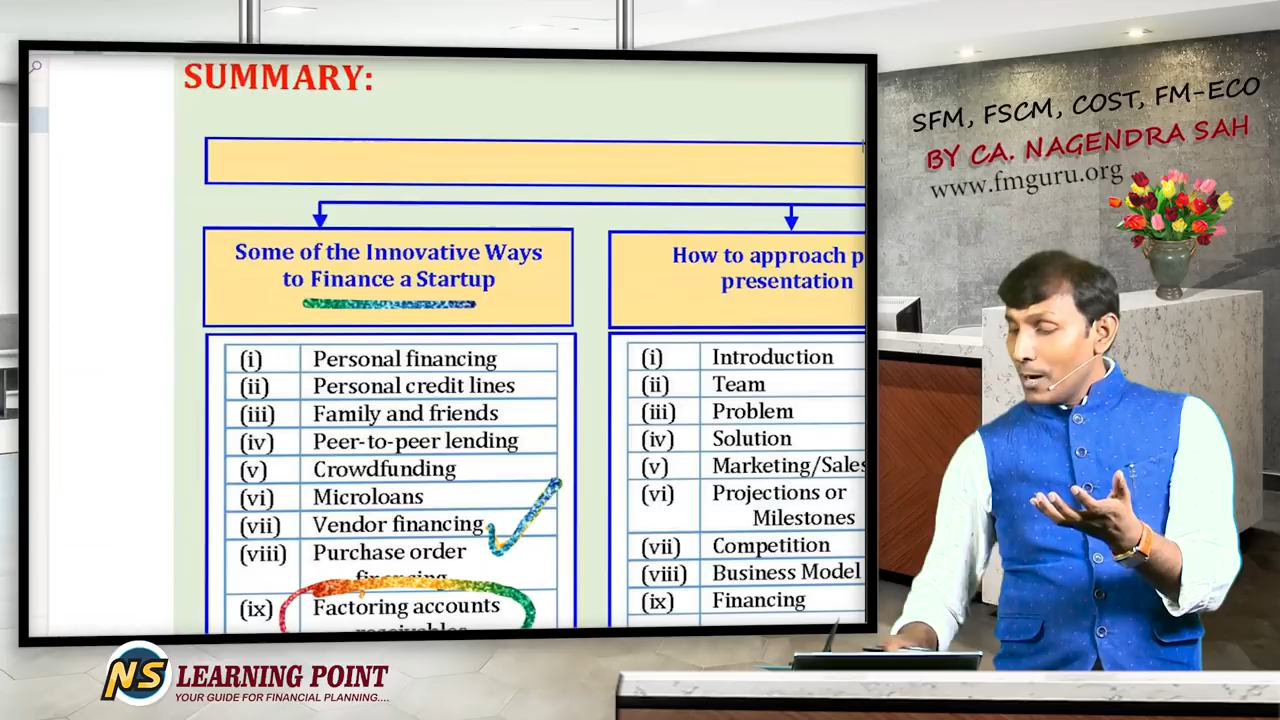 SUMMARY:
Some of the Innovative Ways
to Finance a Startup
(i) Personal financing
(ii) Personal credit lines
(iii) Family and friends
(iv) Peer-to-peer lending
(v) Crowdfunding
(vi) Microloans
(vii) Vendor financing
(viii) Purchase order
financing
(ix) Factoring accounts
receivables
How to approach p
presentation
(i) Introduction
(ii) Team
(iii) Problem
(iv) Solution
(v) Marketing/Sales
(vi) Projections or
Milestones
(vii) Competition
(viii) Business Model
(ix) Financing
SFM, FSCM, COST, FM-ECO
BY CA. NAGENDRA SAH
www.fmguru.org
NS LEARNING POINT
YOUR GUIDE FOR FINANCIAL PLANNING....